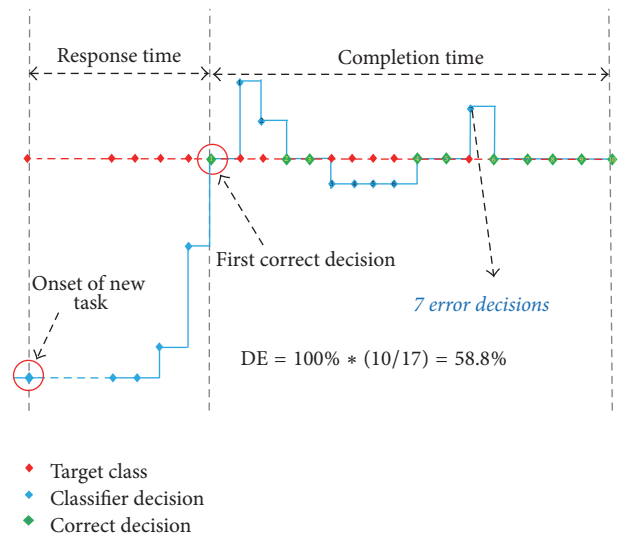 Response time
Completion time
First correct decision
Onset of new
task
7 error decisions
DE = 100% ∗ (10/17) = 58.8%
Target class
Classifier decision
Correct decision